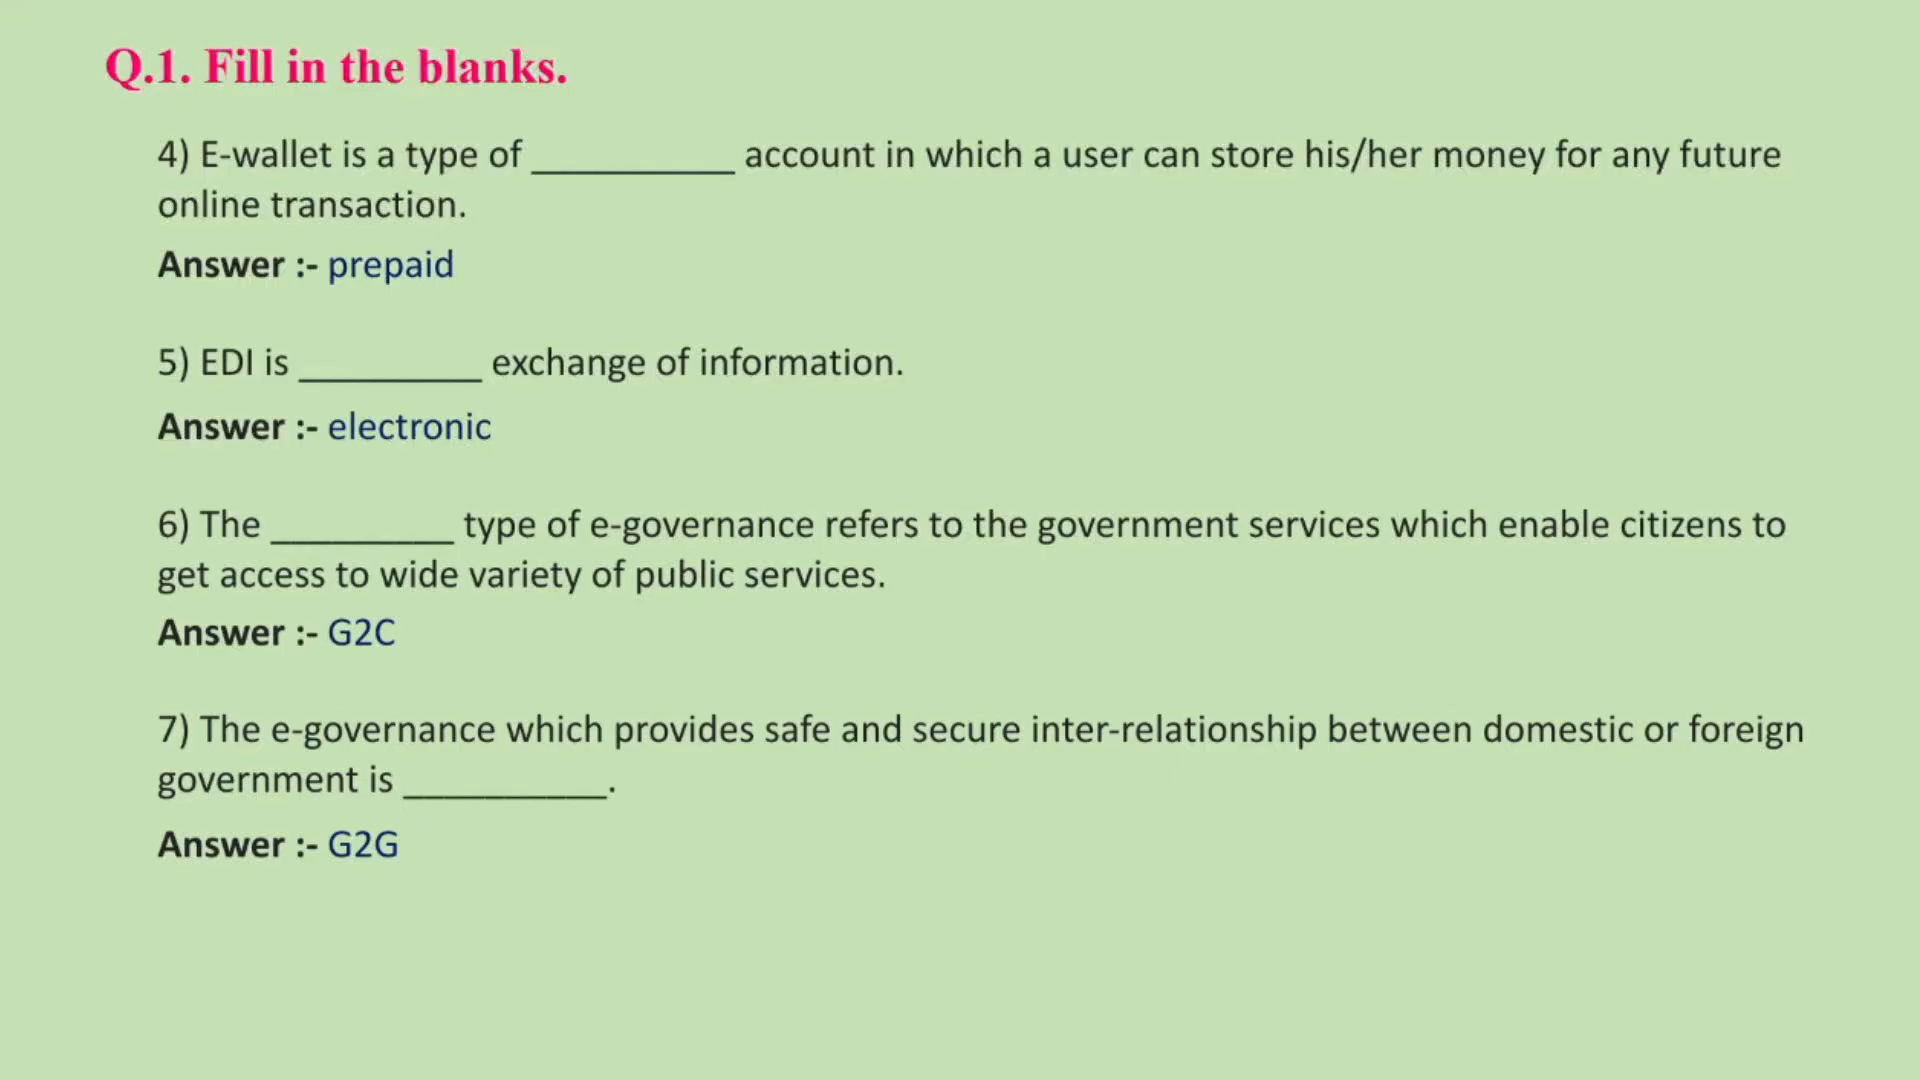 Q.1. Fill in the blanks.
4) E-wallet is a type of __________ account in which a user can store his/her money for any future
online transaction.
Answer :- prepaid
5) EDI is _________ exchange of information.
Answer :- electronic
6) The _________ type of e-governance refers to the government services which enable citizens to
get access to wide variety of public services.
Answer :- G2C
7) The e-governance which provides safe and secure inter-relationship between domestic or foreign
government is __________.
Answer :- G2G